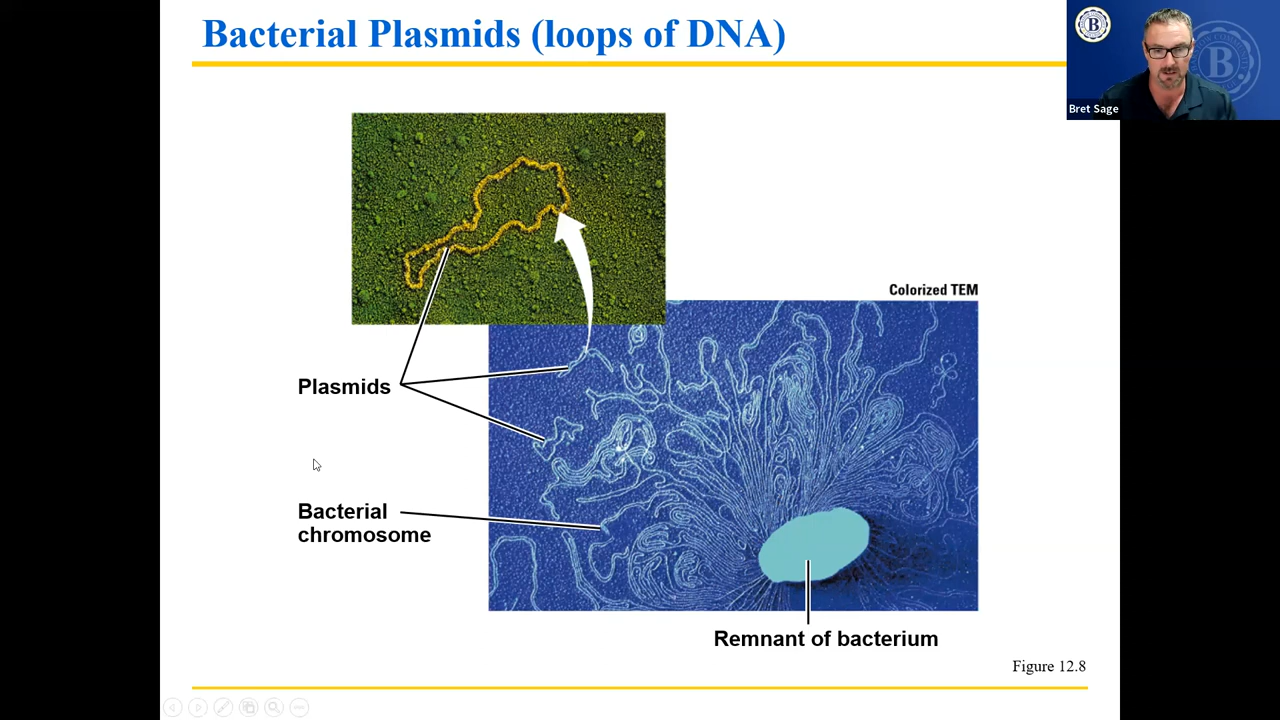 Bacterial Plasmids (loops of DNA)
B
B
Bret Sage
Colorized TEM
Plasmids
Bacterial
chromosome
Remnant of bacterium
Figure 12.8